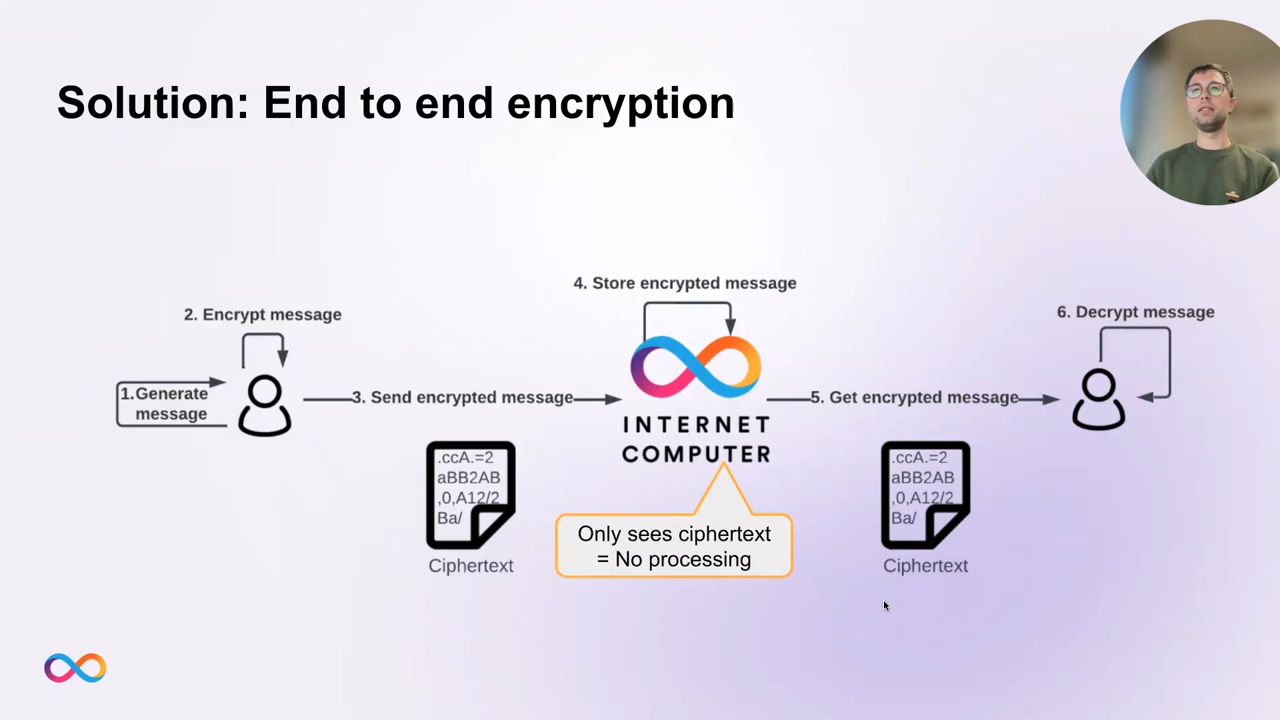 Solution: End to end encryption
4. Store encrypted message
2. Encrypt message
6. Decrypt message
1.Generate
message
3. Send encrypted message
5. Get encrypted message
INTERNET
COMPUTER
.ccA.=2
aBB2AB
,0,A12/2
Ba/
Ciphertext
Only sees ciphertext
= No processing
.ccA.=2
aBB2AB
,0,A12/2
Ba/
Ciphertext